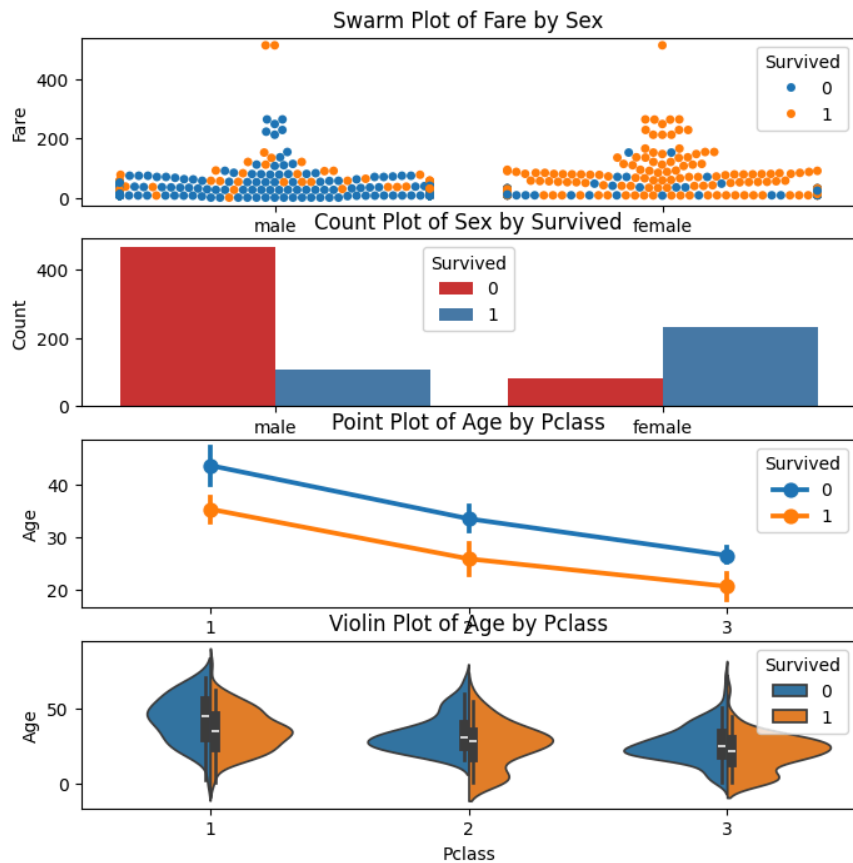 Swarm Plot of Fare by Sex
Fare
400
200
0
Survived
0
1
male
female
Count Plot of Sex by Survived
Count
400
200
0
Survived
0
1
male
female
Point Plot of Age by Pclass
Age
40
30
20
Survived
0
1
1
2
3
Violin Plot of Age by Pclass
Age
50
0
Survived
0
1
1
2
3
Pclass